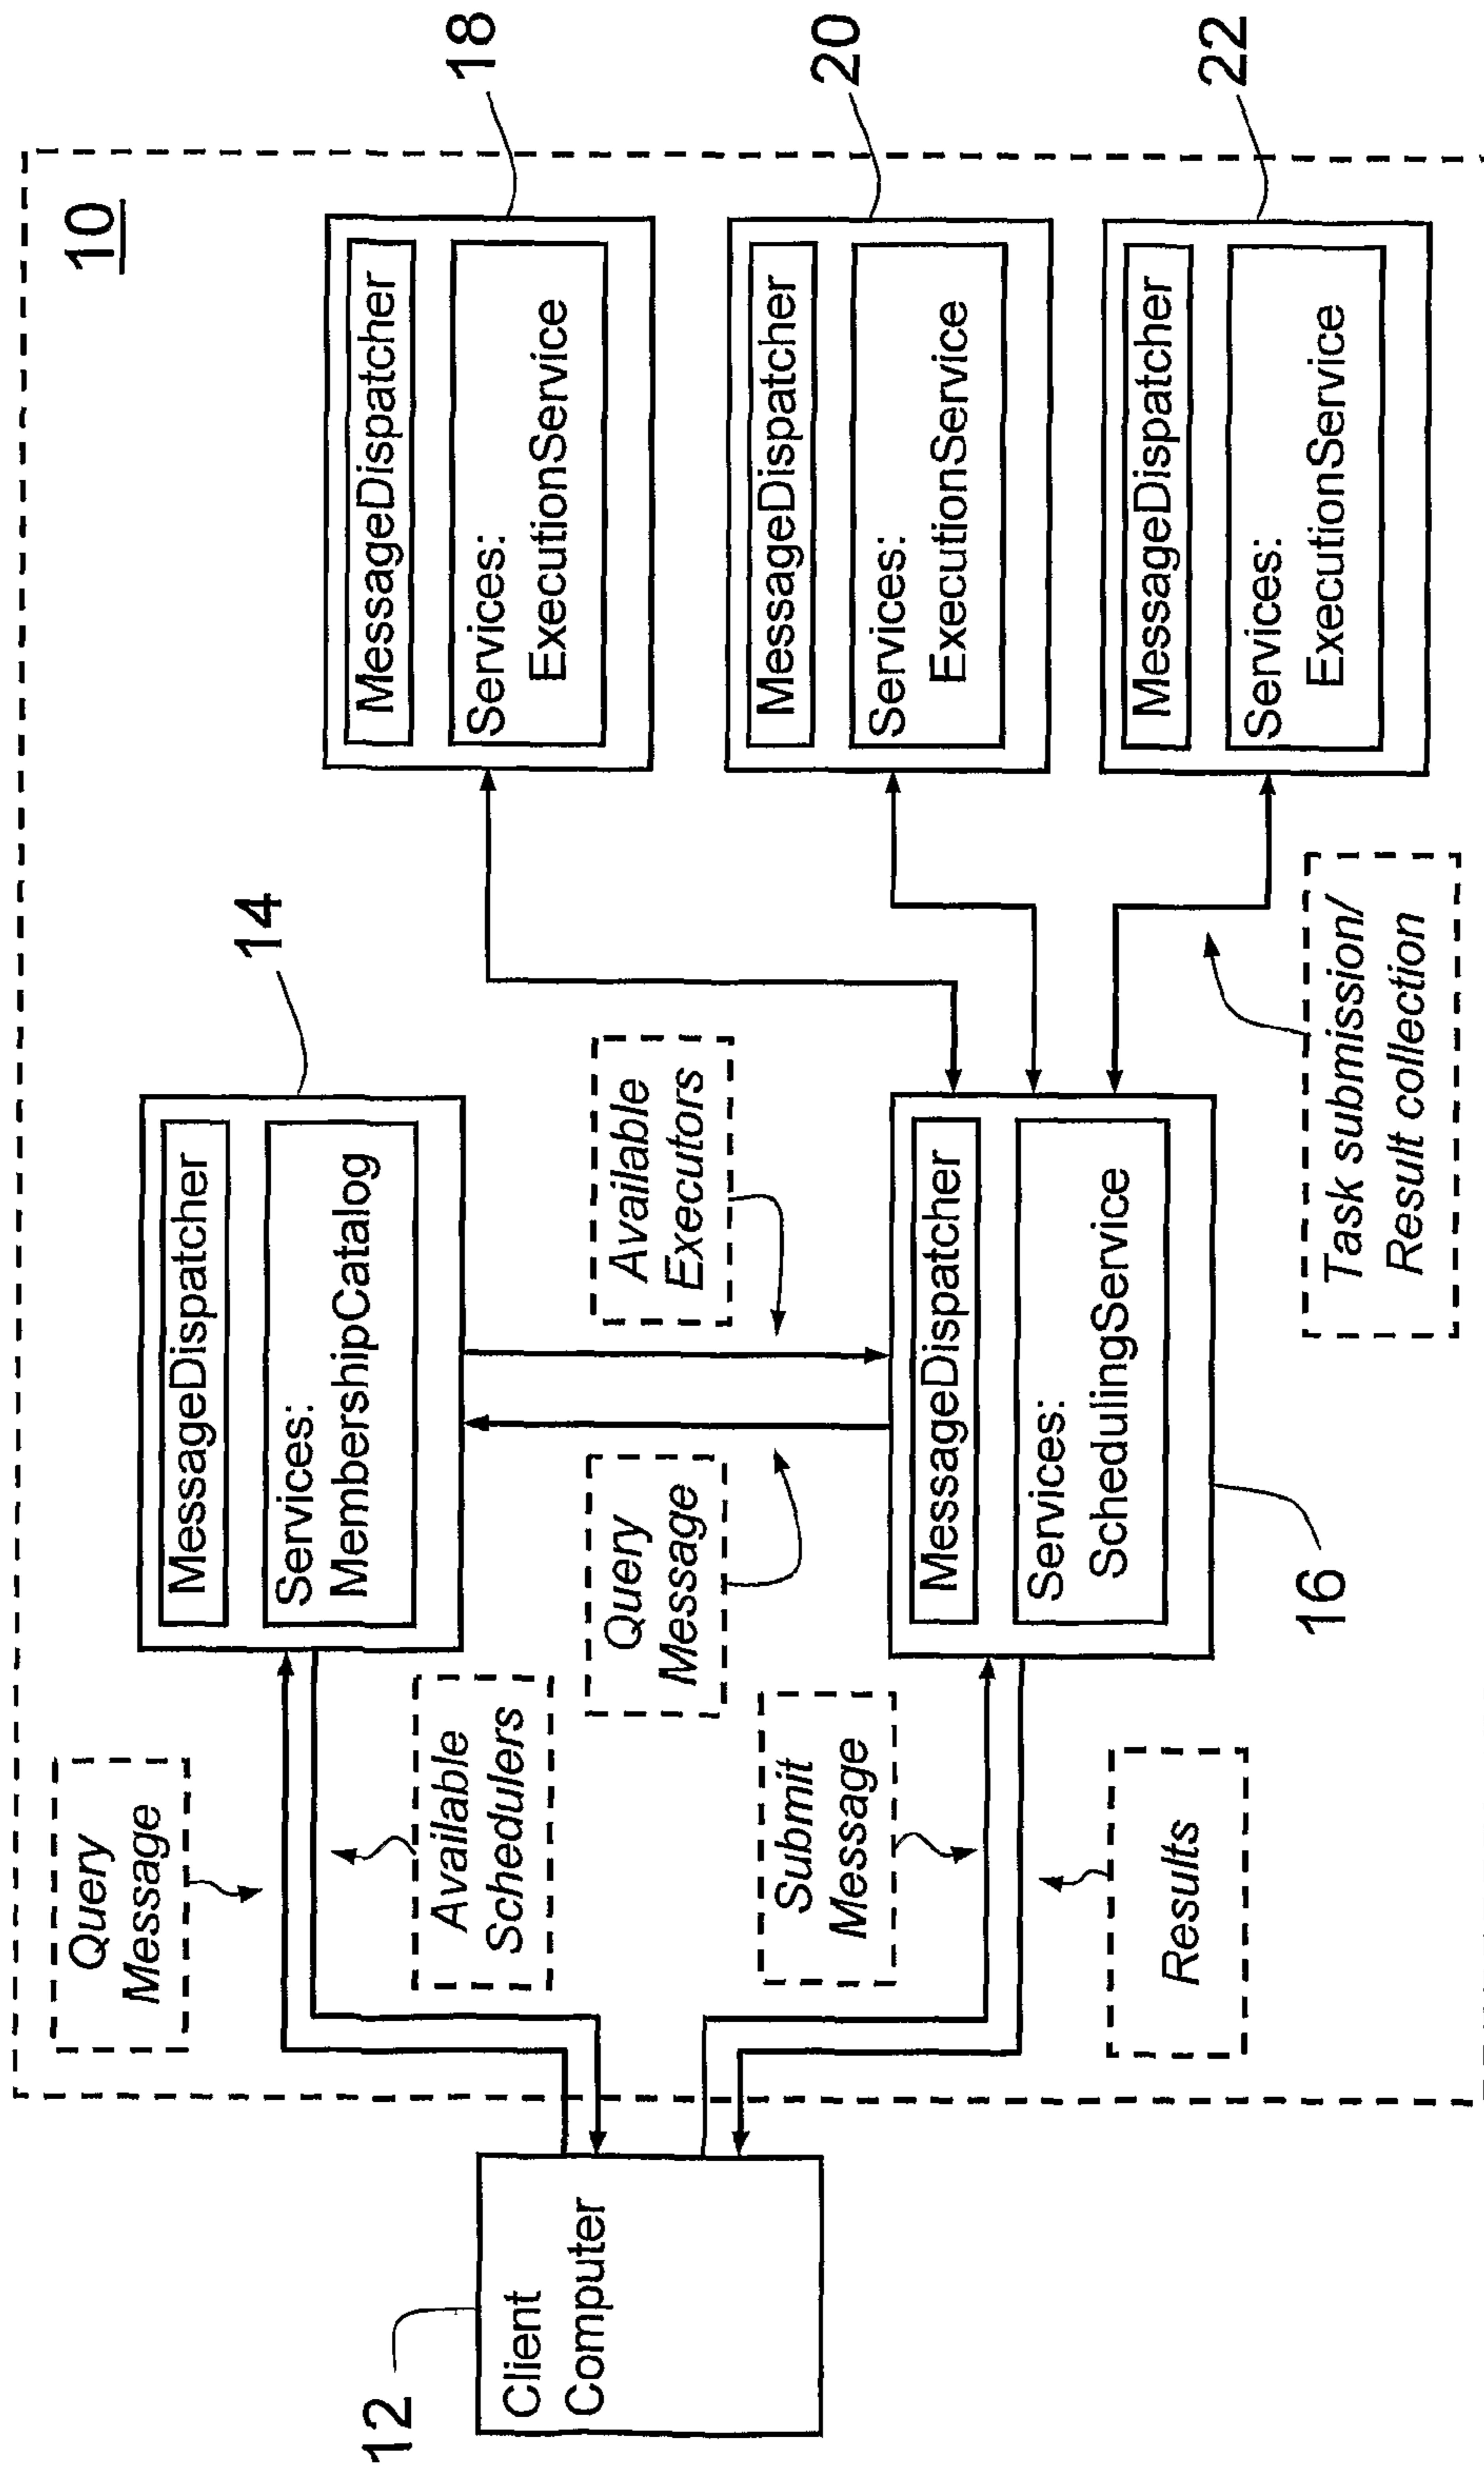 10
12
Client
Computer
Query
Message
Available
Schedulers
Submit
Message
Results
14
MessageDispatcher
Services:
MembershipCatalog
Query
Message
Available
Executors
MessageDispatcher
Services:
SchedulingService
16
Task submission/
Result collection
18
MessageDispatcher
Services:
ExecutionService
20
MessageDispatcher
Services:
ExecutionService
22
MessageDispatcher
Services:
ExecutionService